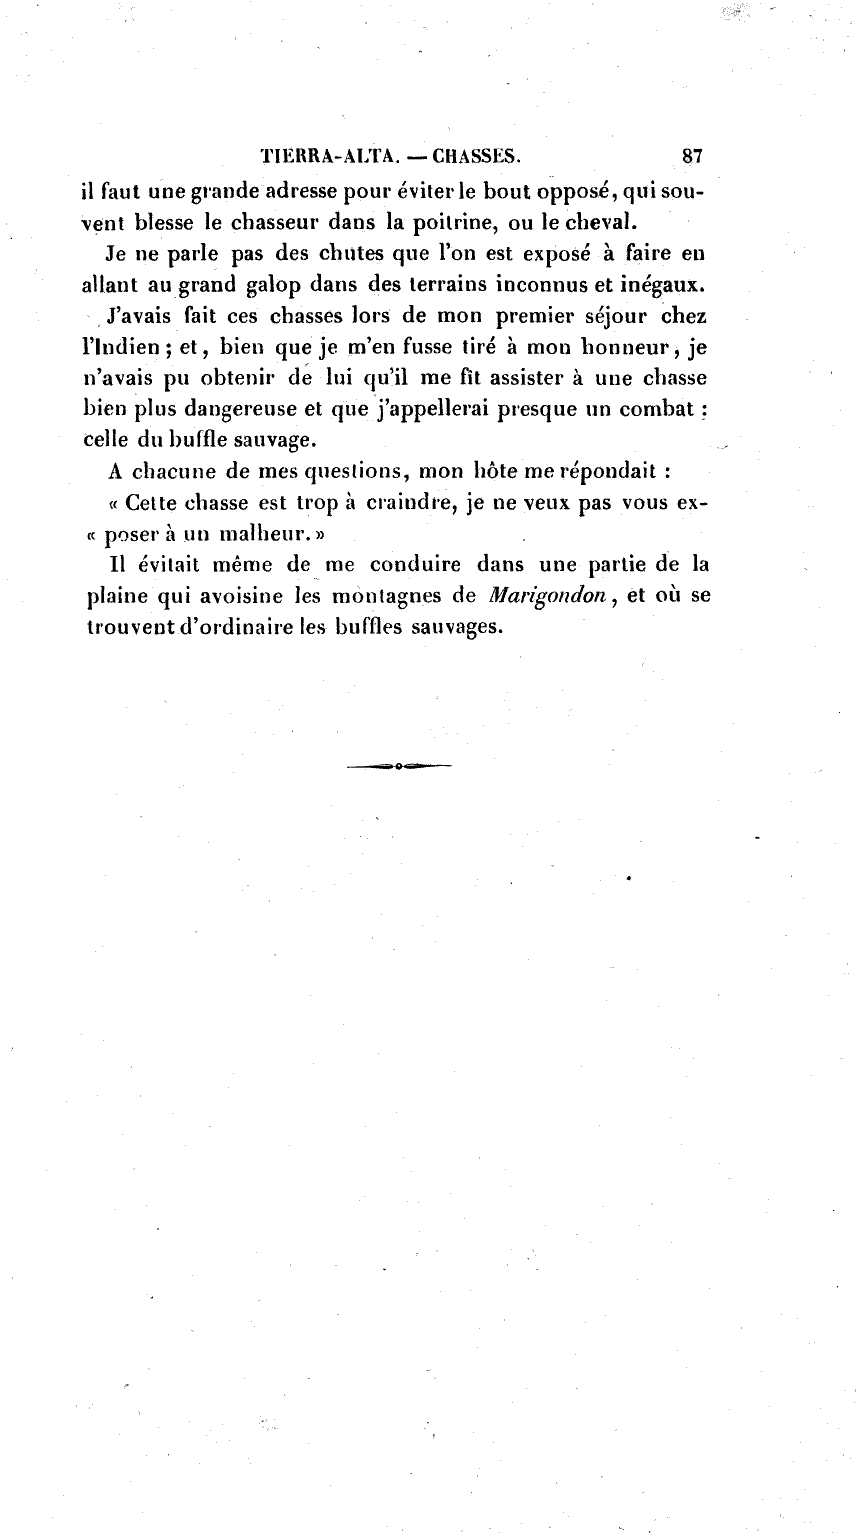 TIERRA-ALTA. — CHASSES. 87
il faut une grande adresse pour éviter le bout opposé, qui sou-
vent blesse le chasseur dans la poitrine, ou le cheval.
Je ne parle pas des chutes que l'on est exposé à faire en
allant au grand galop dans des terrains inconnus et inégaux.
J'avais fait ces chasses lors de mon premier séjour chez
l'Indien ; et, bien que je m'en fusse tiré à mon honneur, je
n'avais pu obtenir de lui qu'il me fît assister à une chasse
bien plus dangereuse et que j'appellerai presque un combat :
celle du buffle sauvage.
A chacune de mes questions, mon hôte me répondait :
« Cette chasse est trop à craindre, je ne veux pas vous ex-
« poser à un malheur. »
Il évitait même de me conduire dans une partie de la
plaine qui avoisine les montagnes de Marigondon, et où se
trouvent d'ordinaire les buffles sauvages.